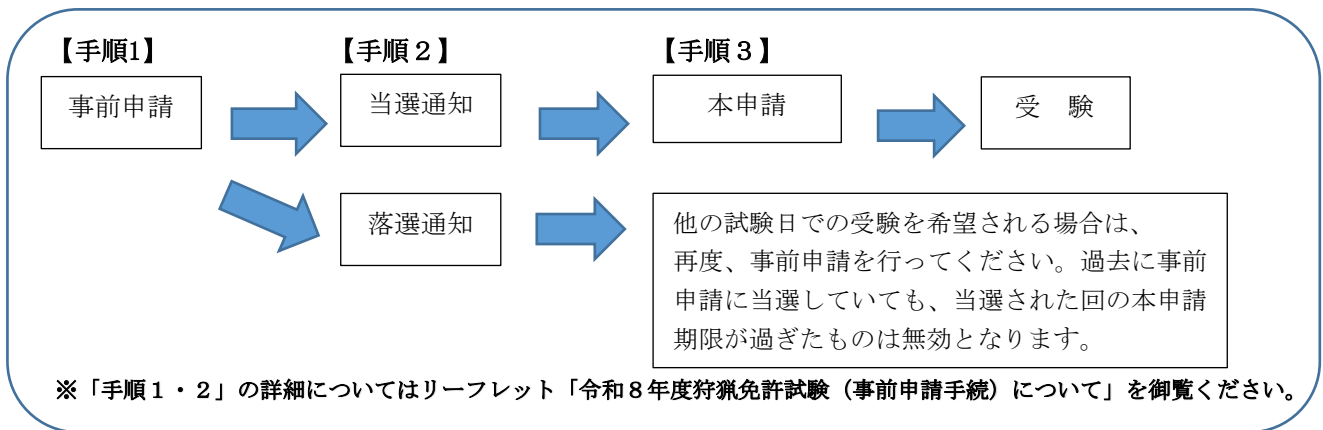 【手順1】
【手順２】
【手順３】
事前申請
当選通知
本申請
受　験
落選通知
他の試験日での受験を希望される場合は、
再度、事前申請を行ってください。過去に事前
申請に当選していても、当選された回の本申請
期限が過ぎたものは無効となります。
※「手順１・２」の詳細についてはリーフレット「令和８年度狩猟免許試験（事前申請手続）について」を御覧ください。